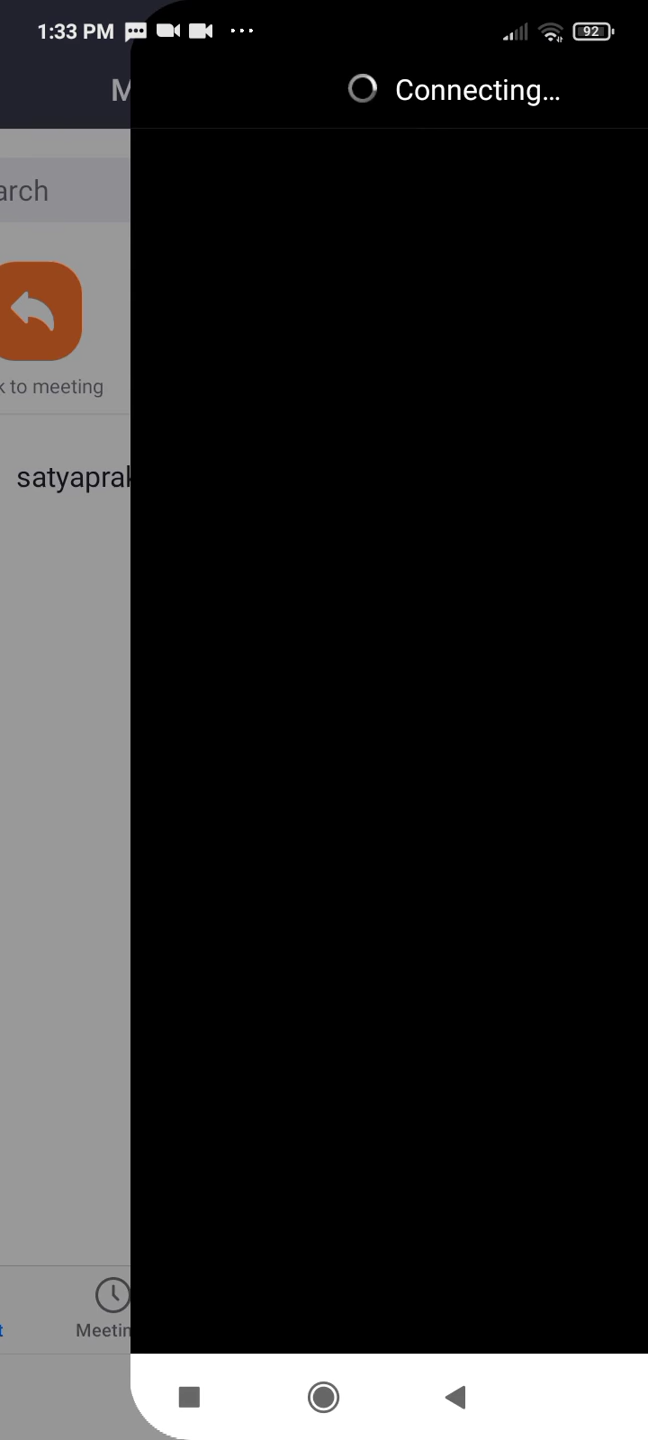 1:33 PM
92
M
Connecting...
arch
k to meeting
satyaprak
t
Meetin